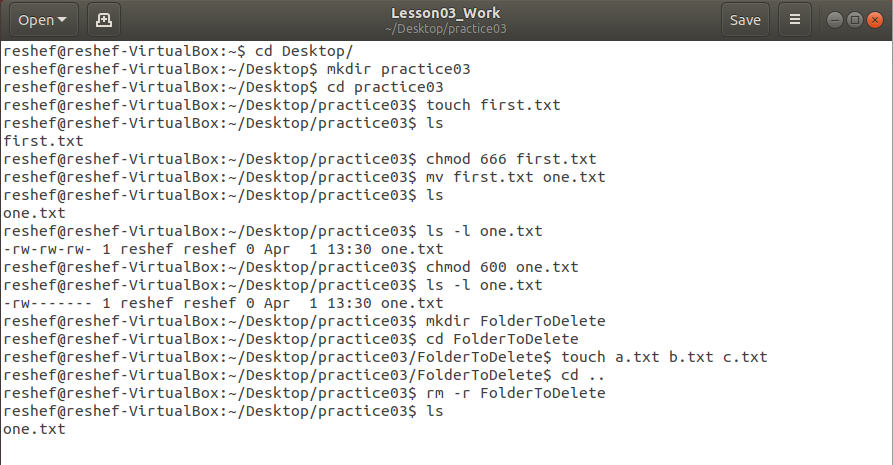 Open
Lesson03_Work
~/Desktop/practice03
Save
reshef@reshef-VirtualBox:~$ cd Desktop/
reshef@reshef-VirtualBox:~/Desktop$ mkdir practice03
reshef@reshef-VirtualBox:~/Desktop$ cd practice03
reshef@reshef-VirtualBox:~/Desktop/practice03$ touch first.txt
reshef@reshef-VirtualBox:~/Desktop/practice03$ ls
first.txt
reshef@reshef-VirtualBox:~/Desktop/practice03$ chmod 666 first.txt
reshef@reshef-VirtualBox:~/Desktop/practice03$ mv first.txt one.txt
reshef@reshef-VirtualBox:~/Desktop/practice03$ ls
one.txt
reshef@reshef-VirtualBox:~/Desktop/practice03$ ls -l one.txt
-rw-rw-rw- 1 reshef reshef 0 Apr  1 13:30 one.txt
reshef@reshef-VirtualBox:~/Desktop/practice03$ chmod 600 one.txt
reshef@reshef-VirtualBox:~/Desktop/practice03$ ls -l one.txt
-rw------- 1 reshef reshef 0 Apr  1 13:30 one.txt
reshef@reshef-VirtualBox:~/Desktop/practice03$ mkdir FolderToDelete
reshef@reshef-VirtualBox:~/Desktop/practice03$ cd FolderToDelete
reshef@reshef-VirtualBox:~/Desktop/practice03/FolderToDelete$ touch a.txt b.txt c.txt
reshef@reshef-VirtualBox:~/Desktop/practice03/FolderToDelete$ cd ..
reshef@reshef-VirtualBox:~/Desktop/practice03$ rm -r FolderToDelete
reshef@reshef-VirtualBox:~/Desktop/practice03$ ls
one.txt